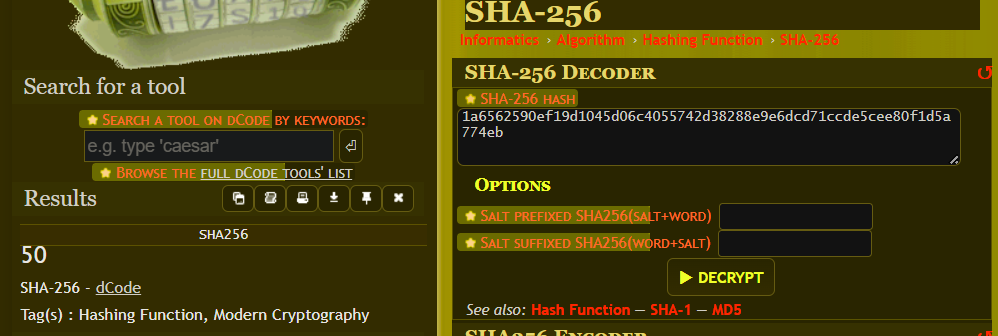 Search for a tool
★ SEARCH A TOOL ON DCODE BY KEYWORDS:
e.g. type 'caesar'
★ BROWSE THE FULL DCODE TOOLS' LIST
Results
SHA256
50
SHA-256 - dCode
Tag(s) : Hashing Function, Modern Cryptography
SHA-256
Informatics › Algorithm › Hashing Function › SHA-256
SHA-256 DECODER
★ SHA-256 HASH
1a6562590ef19d1045d06c4055742d38288e9e6dcd71ccde5cee80f1d5a
774eb
OPTIONS
★ SALT PREFIXED SHA256(SALT+WORD)
★ SALT SUFFIXED SHA256(WORD+SALT)
▶ DECRYPT
See also: Hash Function — SHA-1 — MD5
SHA256 ENCODER